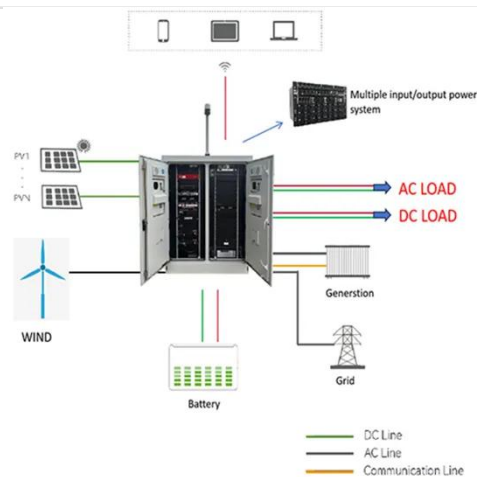 Multiple input/output power
system
PV1
PVN
AC LOAD
DC LOAD
Generstion
WIND
Grid
Battery
DC Line
AC Line
Communication Line